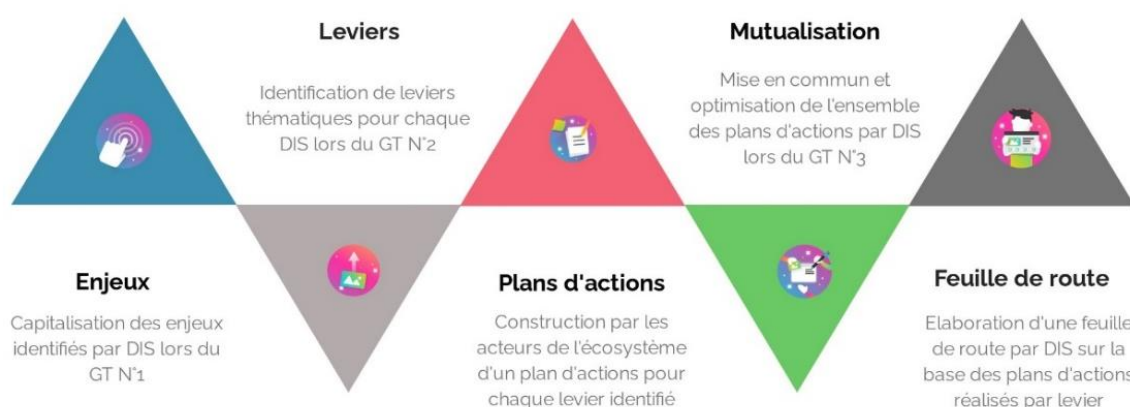 Enjeux
Capitalisation des enjeux
identifiés par DIS lors du
GT N°1
Leviers
Identification de leviers
thématiques pour chaque
DIS lors du GT N°2
Plans d'actions
Construction par les
acteurs de l'écosystème
d'un plan d'actions pour
chaque levier identifié
Mutualisation
Mise en commun et
optimisation de l'ensemble
des plans d'actions par DIS
lors du GT N°3
Feuille de route
Elaboration d'une feuille
de route par DIS sur la
base des plans d'actions
réalisés par levier